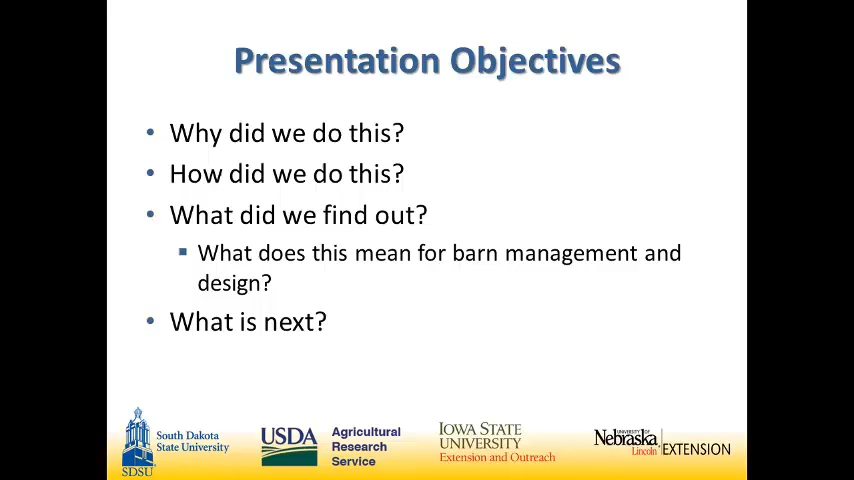 Presentation Objectives
• Why did we do this?
• How did we do this?
• What did we find out?
▪ What does this mean for barn management and
design?
• What is next?
SDSU
South Dakota
State University
USDA
Agricultural
Research
Service
IOWA STATE
UNIVERSITY
Extension and Outreach
UNIVERSITY OF
Nebraska
Lincoln
EXTENSION